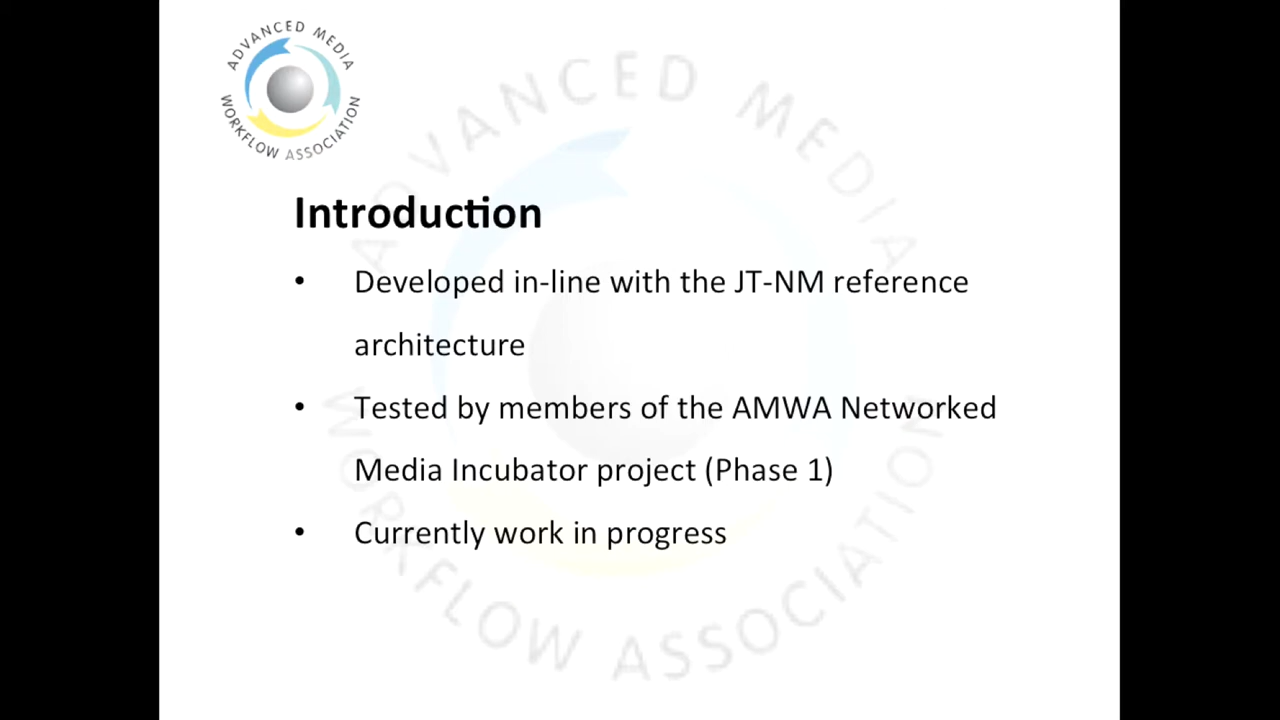 ADVANCED MEDIA
WORKFLOW ASSOCIATION
ADVANCED MEDIA
WORKFLOW ASSOCIATION
Introduction
• Developed in-line with the JT-NM reference
architecture
• Tested by members of the AMWA Networked
Media Incubator project (Phase 1)
• Currently work in progress